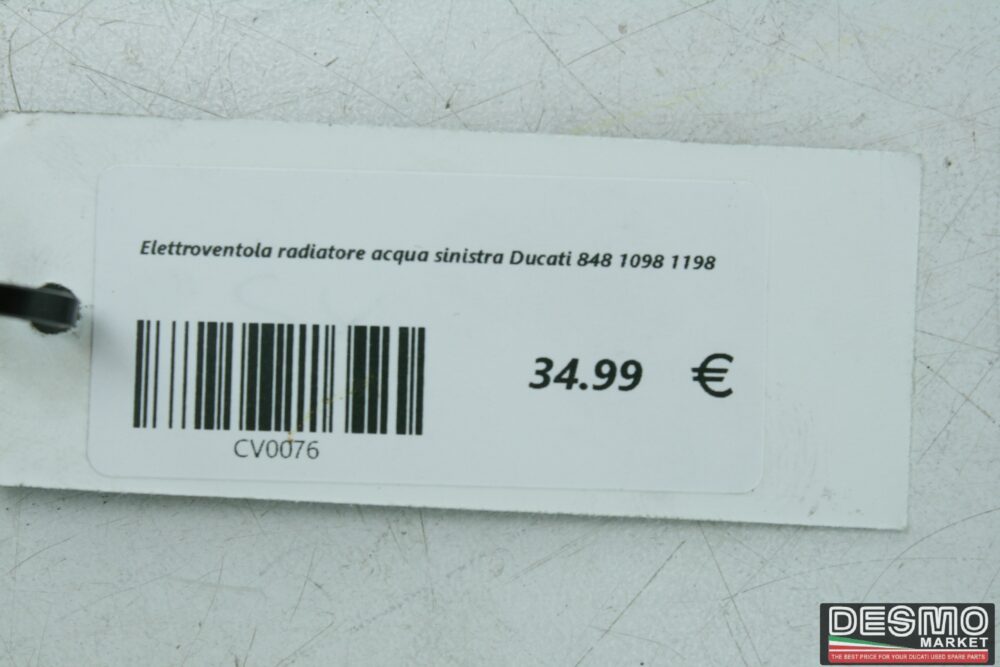 Elettroventola radiatore acqua sinistra Ducati 848 1098 1198
34.99 €
CV0076
DESMO
MARKET
THE BEST PRICE FOR YOUR DUCATI USED SPARE PARTS